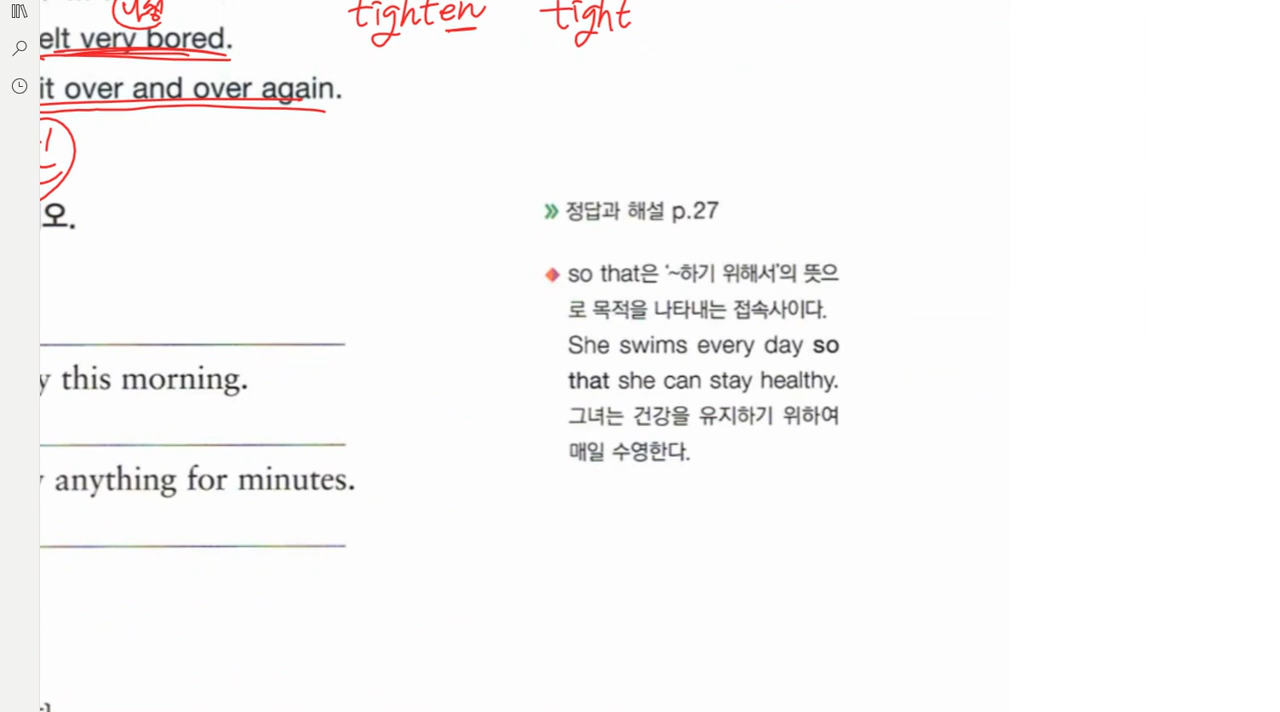 tighten tight
elt very bored.
it over and over again.
오.
» 정답과 해설 p.27
so that은 ‘~하기 위해서’의 뜻으
로 목적을 나타내는 접속사이다.
She swims every day so
that she can stay healthy.
그녀는 건강을 유지하기 위하여
매일 수영한다.
y this morning.
anything for minutes.